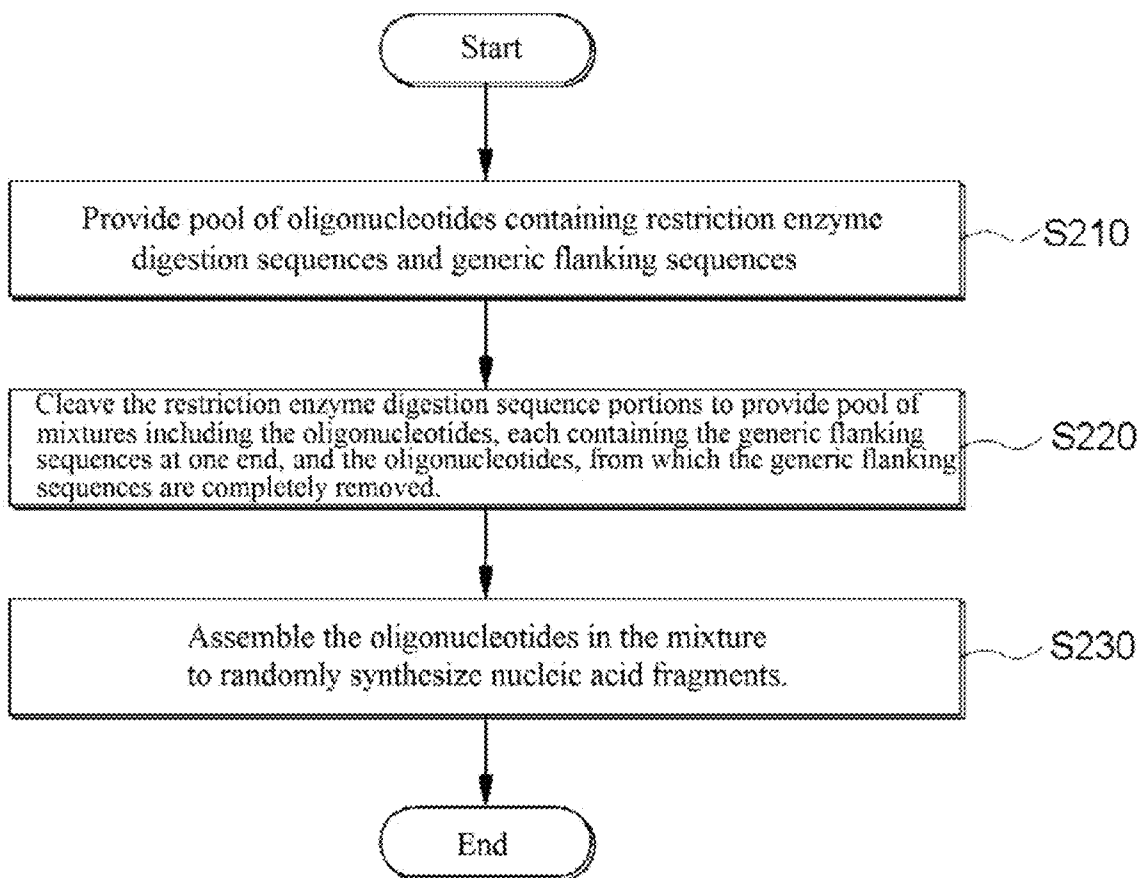 Start
Provide pool of oligonucleotides containing restriction enzyme
digestion sequences and generic flanking sequences
S210
Cleave the restriction enzyme digestion sequence portions to provide pool of
mixtures including the oligonucleotides, each containing the generic flanking
sequences at one end, and the oligonucleotides, from which the generic flanking
sequences are completely removed.
S220
Assemble the oligonucleotides in the mixture
to randomly synthesize nucleic acid fragments.
S230
End